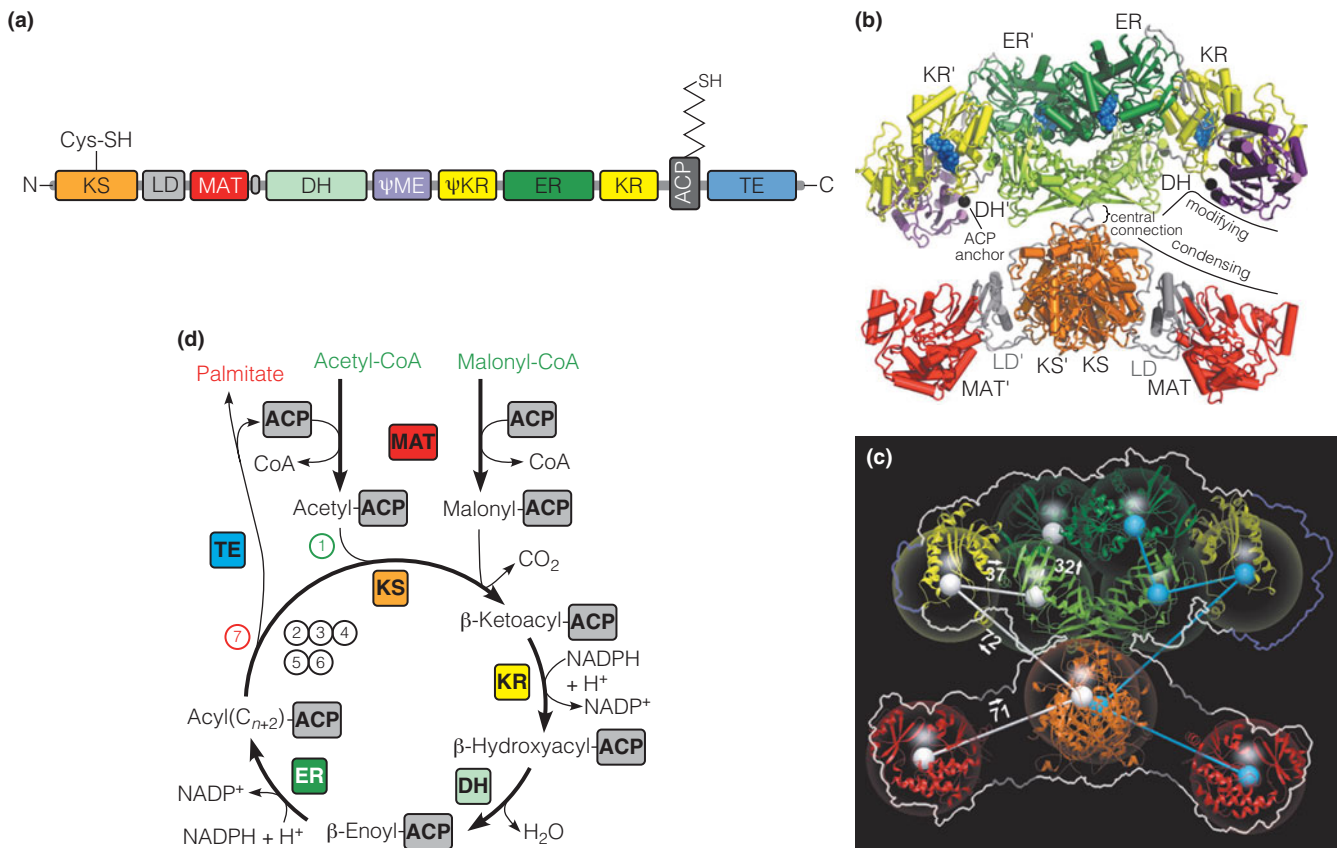 (a)
SH
Cys-SH
N KS LD MAT DH ψME ψKR ER KR ACP TE C
(b)
ER' ER
KR' KR
DH' DH
ACP
anchor
central
connection
modifying
condensing
LD' KS' KS LD
MAT' MAT
(c)
37 32
72
71
(d)
Acetyl-CoA Malonyl-CoA
Palmitate
ACP ACP
MAT
CoA CoA
Acetyl-ACP Malonyl-ACP
TE 1 CO2
KS
7 2 3 4
5 6
β-Ketoacyl-ACP
NADPH
+ H+
KR
NADP+
Acyl(Cn+2)-ACP
β-Hydroxyacyl-ACP
ER DH
NADP+
H2O
NADPH + H+
β-Enoyl-ACP